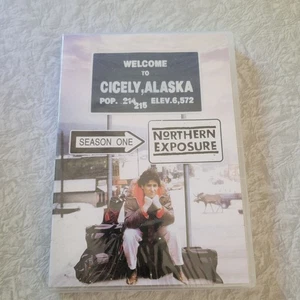 WELCOME
TO
CICELY, ALASKA
POP. 214 ELEV. 6,572
215
SEASON ONE
NORTHERN
EXPOSURE